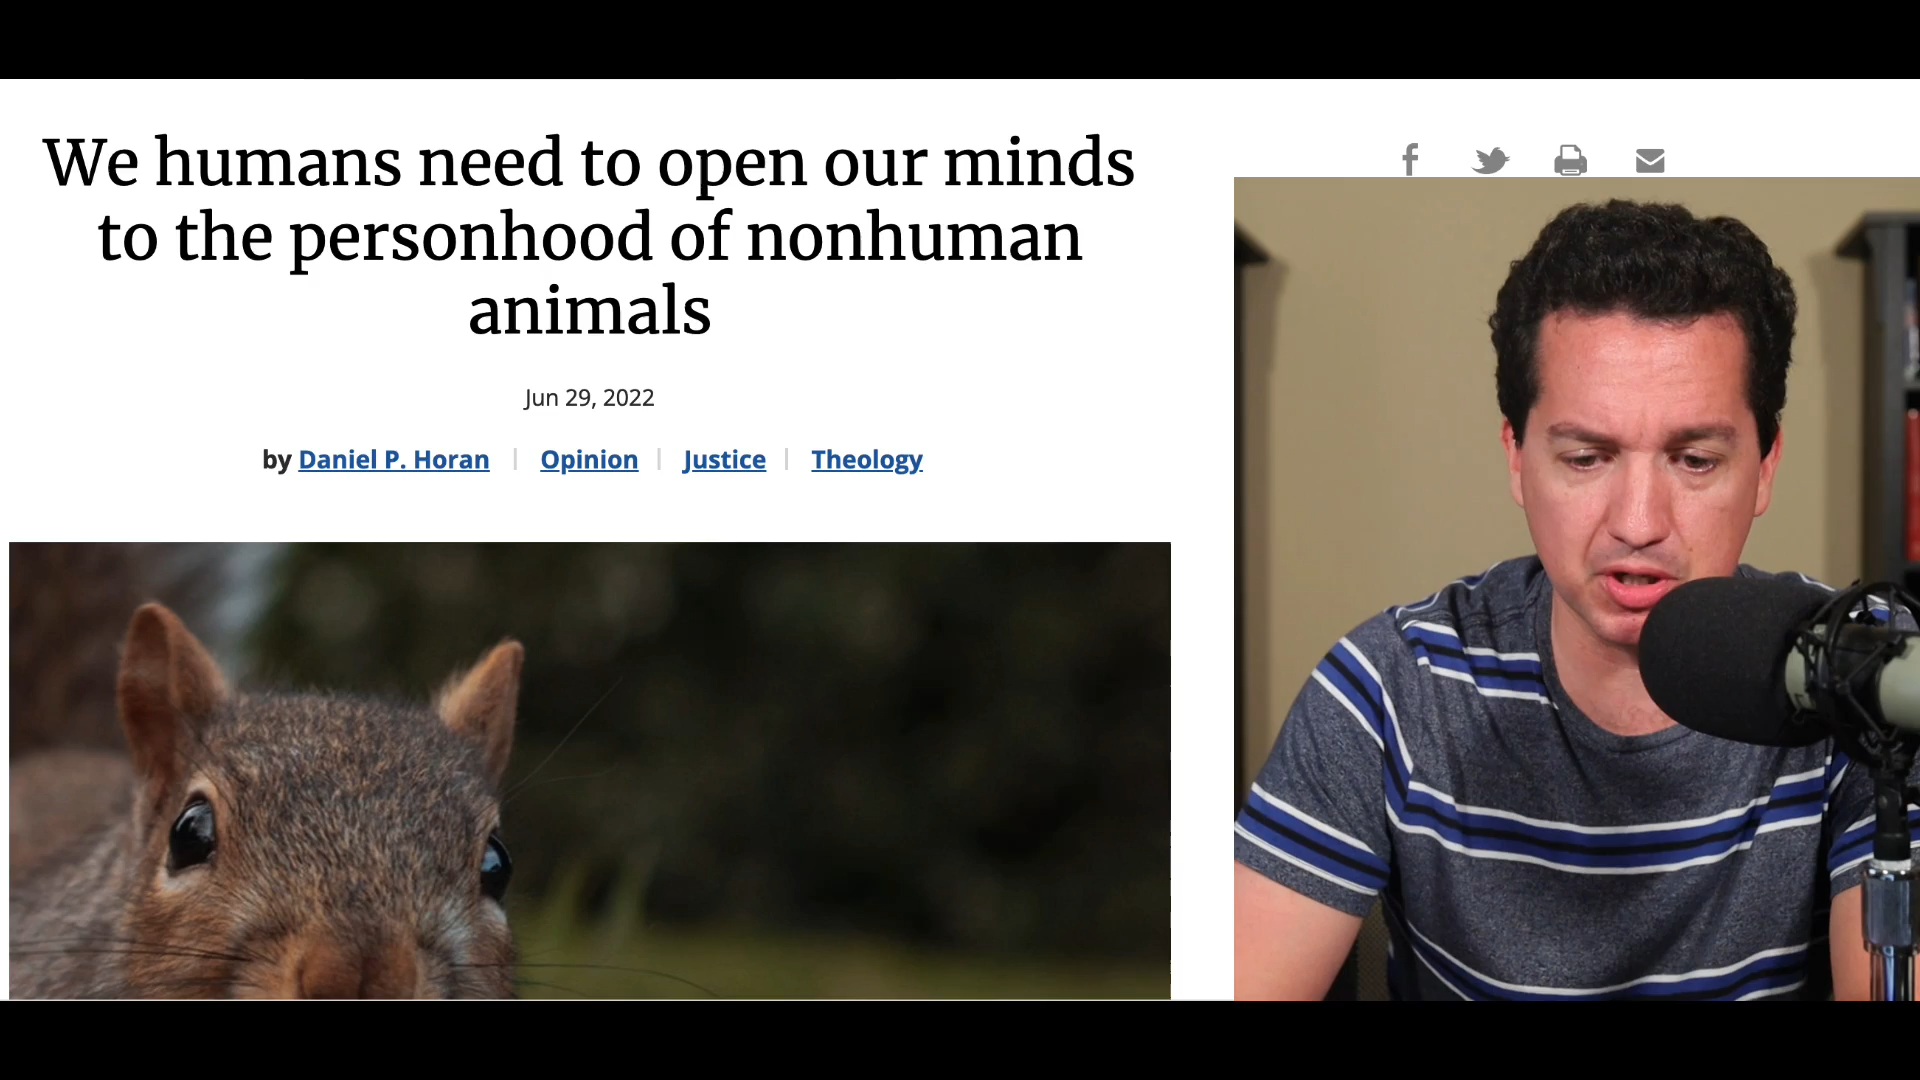 We humans need to open our minds
to the personhood of nonhuman
animals
Jun 29, 2022
by Daniel P. Horan | Opinion | Justice | Theology